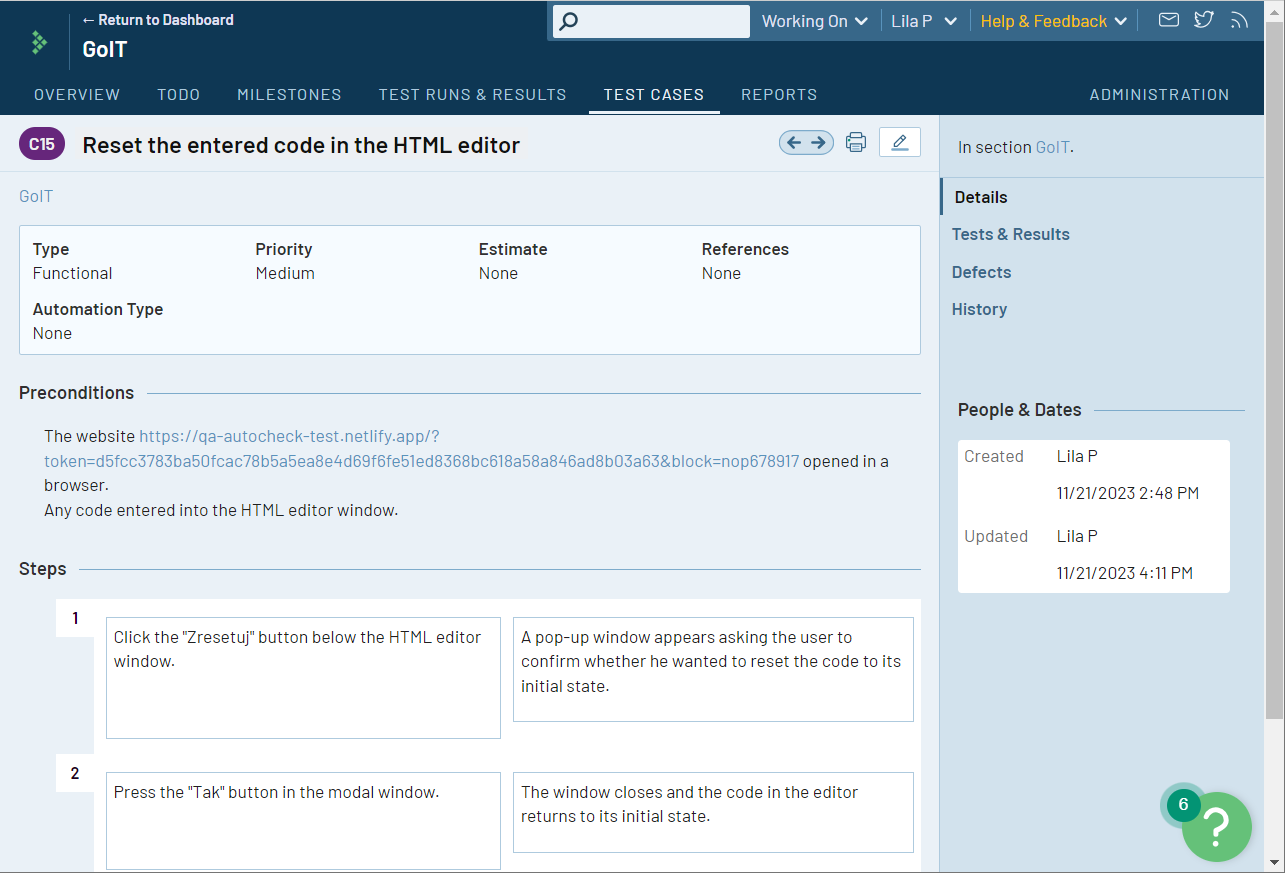 ← Return to Dashboard
GoIT
Working On
Lila P
Help & Feedback
OVERVIEW
TODO
MILESTONES
TEST RUNS & RESULTS
TEST CASES
REPORTS
ADMINISTRATION
C15
Reset the entered code in the HTML editor
GoIT
Type
Functional
Priority
Medium
Estimate
None
References
None
Automation Type
None
Preconditions
The website https://qa-autocheck-test.netlify.app/?
token=d5fcc3783ba50fcac78b5a5ea8e4d69f6fe51ed8368bc618a58a846ad8b03a63&block=nop678917 opened in a
browser.
Any code entered into the HTML editor window.
Steps
1
Click the "Zresetuj" button below the HTML editor
window.
A pop-up window appears asking the user to
confirm whether he wanted to reset the code to its
initial state.
2
Press the "Tak" button in the modal window.
The window closes and the code in the editor
returns to its initial state.
In section GoIT.
Details
Tests & Results
Defects
History
People & Dates
Created
Lila P
11/21/2023 2:48 PM
Updated
Lila P
11/21/2023 4:11 PM
6
?